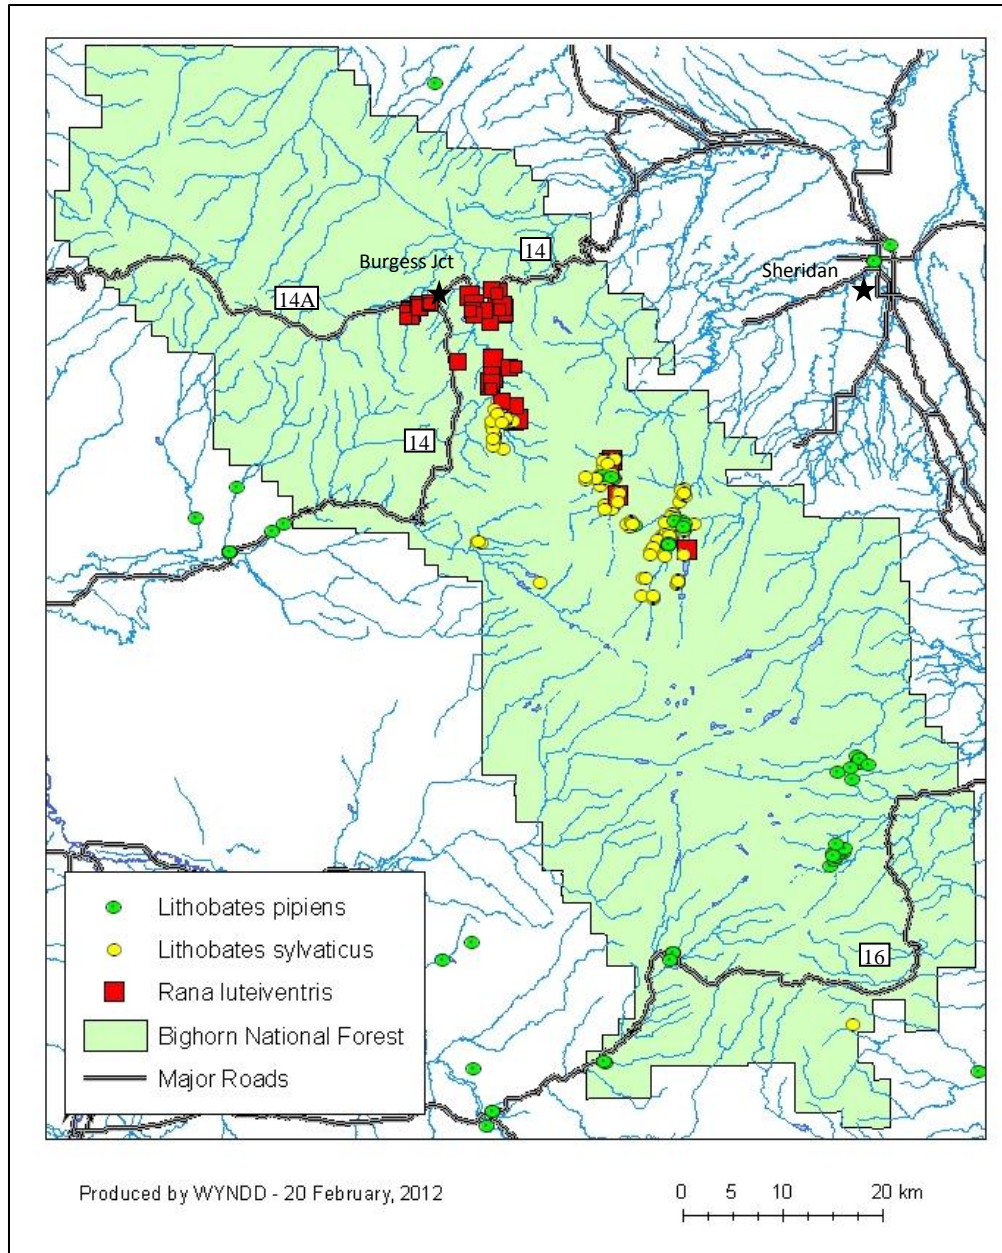 14
Burgess Jct
Sheridan
14A
14
Lithobates pipiens
Lithobates sylvaticus
Rana luteiventris
Bighorn National Forest
Major Roads
16
Produced by WYNDD - 20 February, 2012
0 5 10 20 km